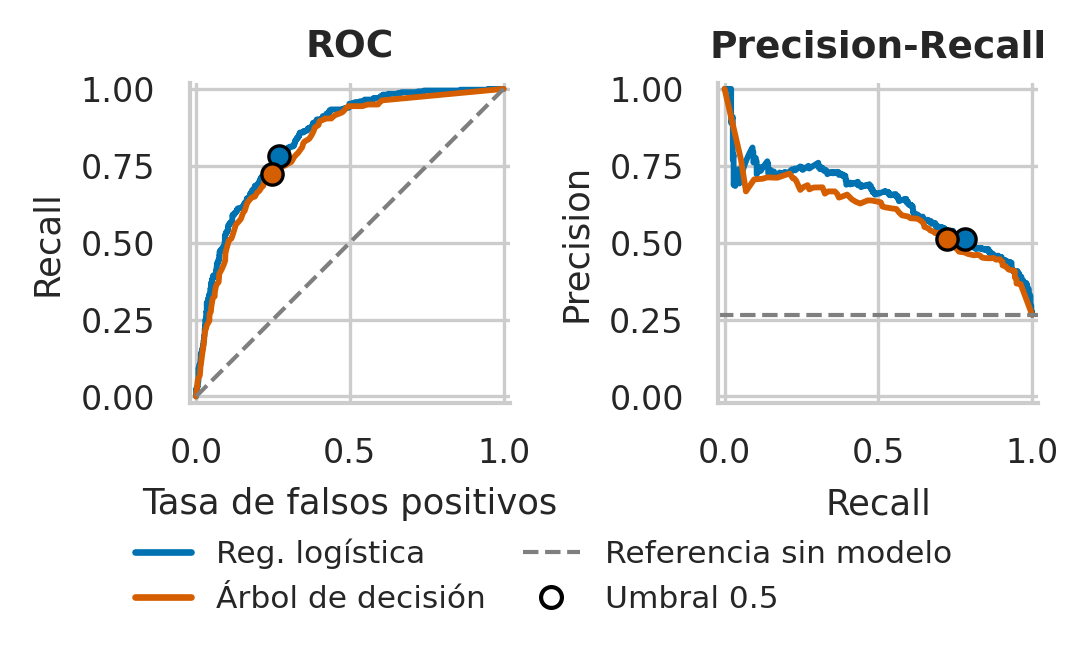 ROC
Precision-Recall
1.00
0.75
0.50
0.25
0.00
Recall
0.0 0.5 1.0
Tasa de falsos positivos
1.00
0.75
0.50
0.25
0.00
Precision
0.0 0.5 1.0
Recall
Reg. logística
Árbol de decisión
Referencia sin modelo
Umbral 0.5